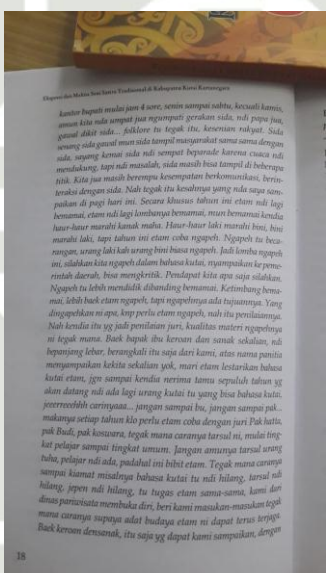 Ekspresi dan Makna Seni Sastra Tradisional di Kabupaten Kutai Kartanegara
kantor bupati mulai jam 4 sore, senin sampai sabtu, kecuali kamis,
amun kita nda umpat jua ngumpati gerakan sida, ndi papa jua,
gawal dikit sida... folklore tu tegak itu, kesenian rakyat. Sida
senang sida gawal mun sida tampil masyarakat sama sama dengan
sida, sayang kemai sida ndi sempat beparade karena cuaca ndi
mendukung, tapi ndi masalah, sida masih bisa tampil di beberapa
titik. Kita jua masih berempu kesempatan berkomunikasi, berin-
teraksi dengan sida. Nah tegak itu kesahnya yang nda saya sam-
paikan di pagi hari ini. Secara khusus tahun ini etam ndi lagi
bemamai, etam ndi lagi lombanya bemamai, mun bemamai kendia
haur-haur marahi kanak maha. Haur-haur laki marahi bini, bini
marahi laki, tapi tahun ini etam coba ngapeh. Ngapeh tu beca-
rangan, urang laki kah urang bini biasa ngapeh. Jadi lomba ngapeh
ini, silahkan kita ngapeh dalam bahasa kutai, nyampaikan ke peme-
rintah daerah, bisa mengkritik. Pendapat kita apa saja silahkan.
Ngapeh tu lebih mendidik dibanding bemamai. Ketimbang bema-
mai, lebih baek etam ngapeh, tapi ngapehnya ada tujuannya. Yang
dingapehkan ni apa, knp perlu etam ngapeh, nah itu penilaiannya.
Nah kendia itu yg jadi penilaian juri, kualitas materi ngapehnya
ni tegak mana. Baek bapak ibu keroan dan sanak sekalian, ndi
bepanjang lebar, berangkali itu saja dari kami, atas nama panitia
menyampaikan kekita sekalian yok, mari etam lestarikan bahasa
kutai etam, jgn sampai kendia nerima tamu sepuluh tahun yg
akan datang ndi ada lagi urang kutai tu yang bisa bahasa kutai,
jeeerreeehhh carinyaaa... jangan sampai bu, jangan sampai pak..
makanya setiap tahun klo perlu etam coba dengan juri Pak hatta,
pak Budi, pak koswara, tegak mana caranya tarsul ni, mulai ting-
kat pelajar sampai tingkat umum. Jangan amunya tarsul urang
tuha, pelajar ndi ada, padahal ini bibit etam. Tegak mana caranya
sampai kiamat misalnya bahasa kutai tu ndi hilang, tarsul ndi
hilang, jepen ndi hilang, tu tugas etam sama-sama, kami dari
dinas pariwisata membuka diri, beri kami masukan-masukan tegak
mana caranya supaya adat budaya etam ni dapat terus terjaga.
Baek keroan densanak, itu saja yg dapat kami sampaikan, dengan
18